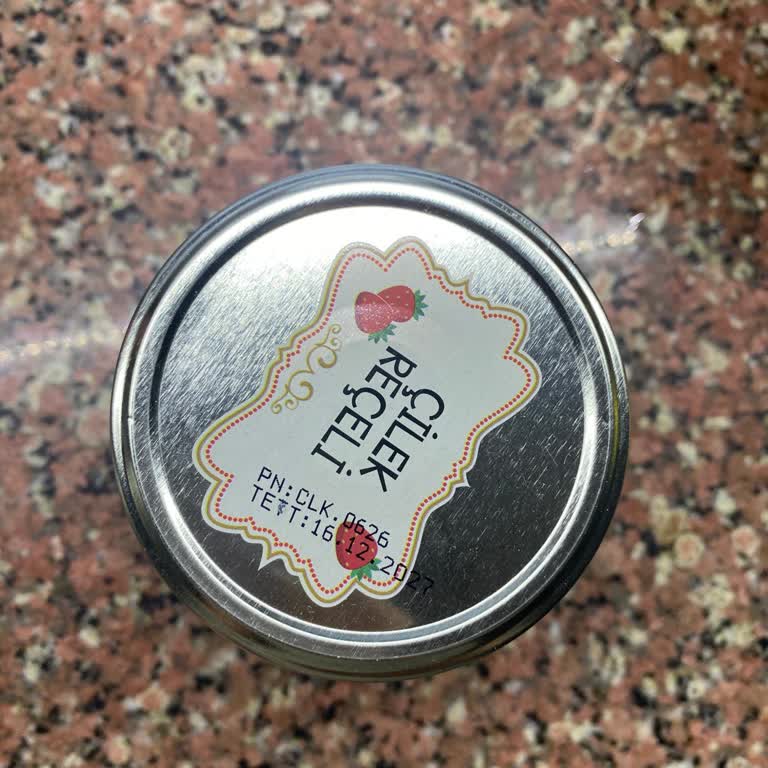 ÇİLEK
REÇELİ
PN:CLK.0626
TETT:16.12.2027